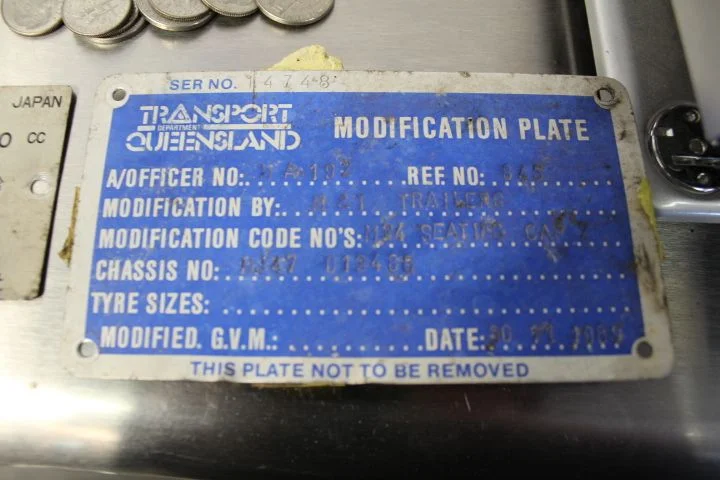 JAPAN
CC
SER NO. 14748
TRANSPORT
DEPARTMENT
QUEENSLAND
MODIFICATION PLATE
A/OFFICER NO: REF. NO:
MODIFICATION BY: TRAILERS
MODIFICATION CODE NO'S: SEATING
CHASSIS NO:
TYRE SIZES:
MODIFIED. G.V.M.: DATE:
THIS PLATE NOT TO BE REMOVED